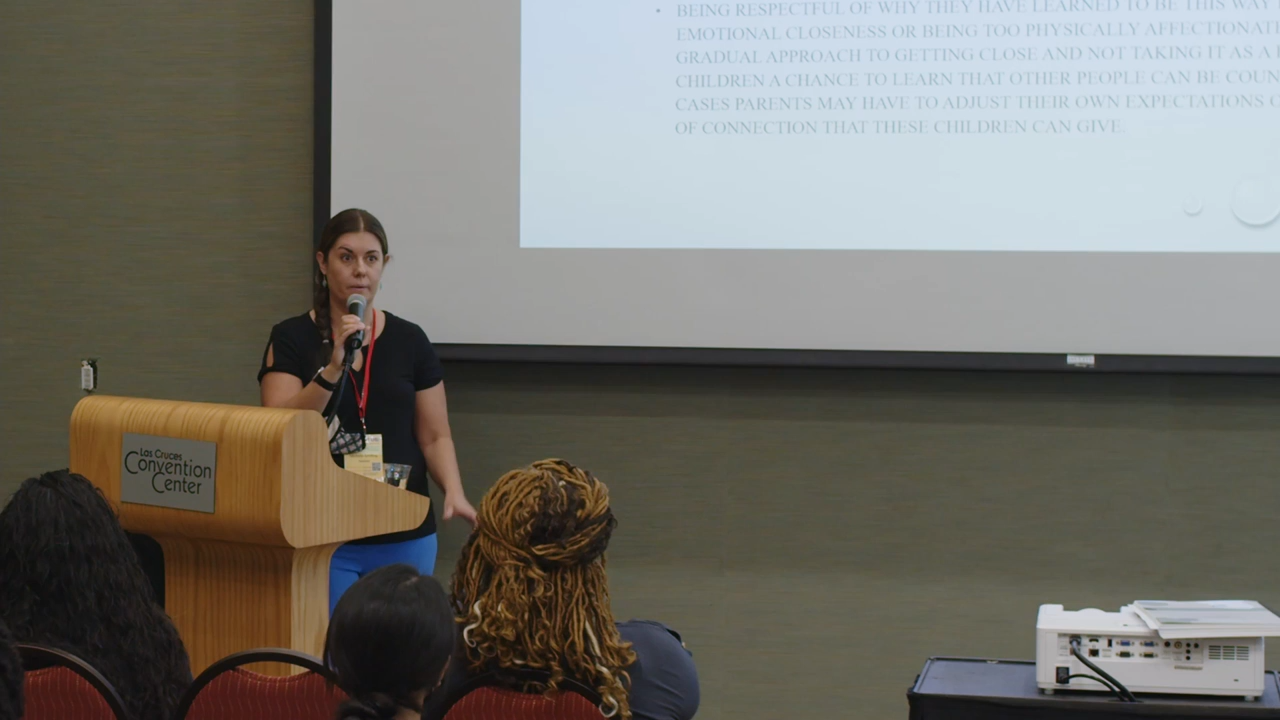 • BEING RESPECTFUL OF WHY THEY HAVE LEARNED TO BE THIS WAY
EMOTIONAL CLOSENESS OR BEING TOO PHYSICALLY AFFECTIONATE
GRADUAL APPROACH TO GETTING CLOSE AND NOT TAKING IT AS A
CHILDREN A CHANCE TO LEARN THAT OTHER PEOPLE CAN BE COUN
CASES PARENTS MAY HAVE TO ADJUST THEIR OWN EXPECTATIONS
OF CONNECTION THAT THESE CHILDREN CAN GIVE.
Las Cruces
Convention
Center